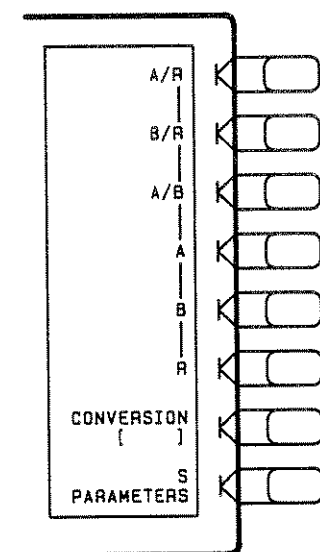 A/R
B/R
A/B
A
B
R
CONVERSION
[ ]
S
PARAMETERS